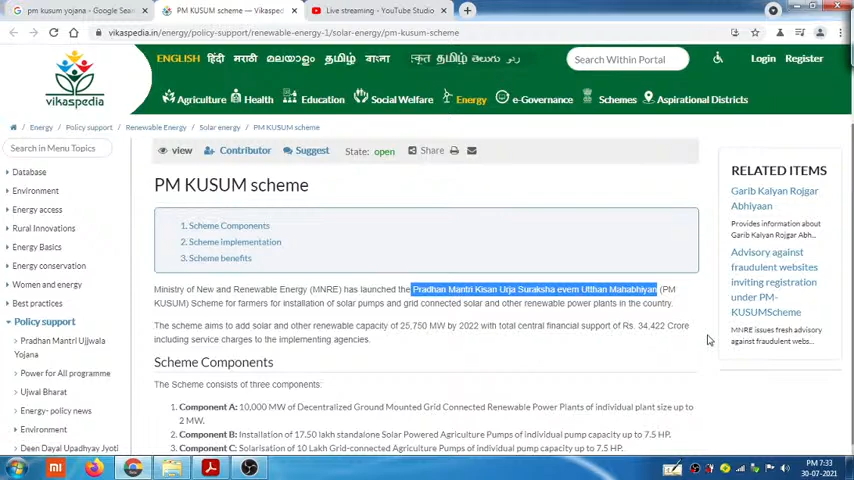 pm kusum yojana - Google Sear
PM KUSUM scheme — Vikaspedi
Live streaming - YouTube Studio
vikaspedia.in/energy/policy-support/renewable-energy-1/solar-energy/pm-kusum-scheme
ENGLISH हिंदी मराठी മലയാളം தமிழ் বাংলা தமிழ் తెలుగు اردو
Search Within Portal
Login Register
vikaspedia
Agriculture Health Education Social Welfare Energy e-Governance Schemes Aspirational Districts
Energy Policy support Renewable Energy Solar energy PM KUSUM scheme
Search in Menu Topics
view Contributor Suggest State: open Share
Database
Environment
Energy access
Rural Innovations
Energy Basics
Energy conservation
Women and energy
Best practices
Policy support
Pradhan Mantri Ujjwala
Yojana
Power for All programme
Ujwal Bharat
Energy- policy news
Environment
Deen Dayal Upadhyay Jyoti
PM KUSUM scheme
1. Scheme Components
2. Scheme implementation
3. Scheme benefits
Ministry of New and Renewable Energy (MNRE) has launched the Pradhan Mantri Kisan Urja Suraksha evem Utthan Mahabhiyan (PM
KUSUM) Scheme for farmers for installation of solar pumps and grid connected solar and other renewable power plants in the country.
The scheme aims to add solar and other renewable capacity of 25,750 MW by 2022 with total central financial support of Rs. 34,422 Crore
including service charges to the implementing agencies.
Scheme Components
The Scheme consists of three components:
1. Component A: 10,000 MW of Decentralized Ground Mounted Grid Connected Renewable Power Plants of individual plant size up to
2 MW.
2. Component B: Installation of 17.50 lakh standalone Solar Powered Agriculture Pumps of individual pump capacity up to 7.5 HP.
3. Component C: Solarisation of 10 Lakh Grid-connected Agriculture Pumps of individual pump capacity up to 7.5 HP.
RELATED ITEMS
Garib Kalyan Rojgar
Abhiyaan
Provides information about
Garib Kalyan Rojgar Abh...
Advisory against
fraudulent websites
inviting registration
under PM-
KUSUMScheme
MNRE issues fresh advisory
against fraudulent webs...
PM 7:33
30-07-2021